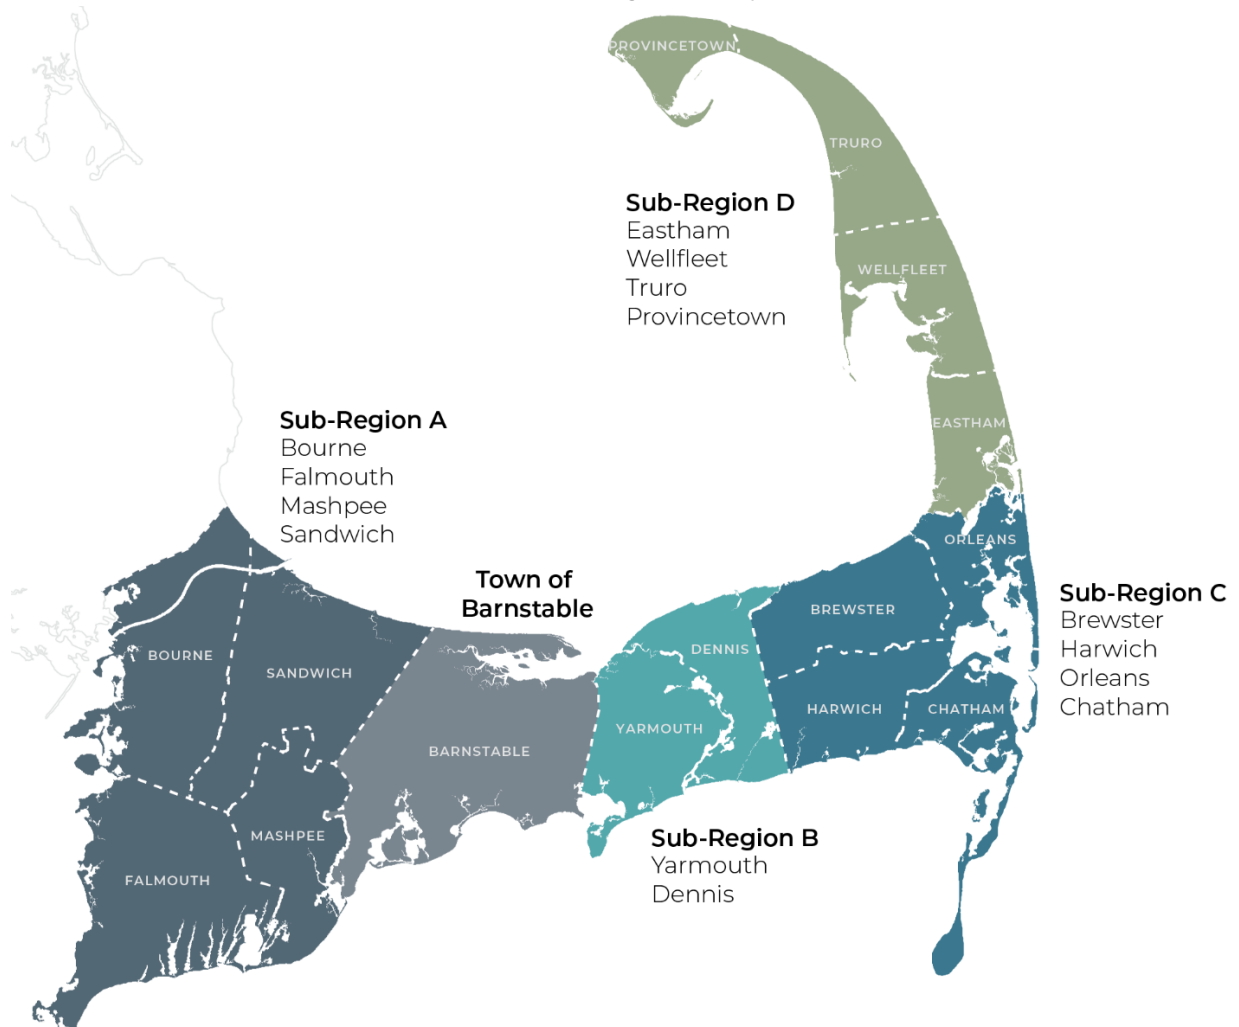 PROVINCETOWN
TRURO
Sub-Region D
Eastham
Wellfleet
Truro
Provincetown
WELLFLEET
EASTHAM
Sub-Region A
Bourne
Falmouth
Mashpee
Sandwich
ORLEANS
Town of
Barnstable
Sub-Region C
Brewster
Harwich
Orleans
Chatham
BREWSTER
DENNIS
BOURNE
SANDWICH
HARWICH
CHATHAM
YARMOUTH
BARNSTABLE
MASHPEE
Sub-Region B
Yarmouth
Dennis
FALMOUTH